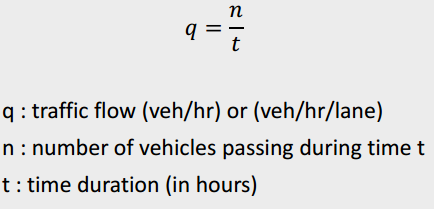 q = n/t
q : traffic flow (veh/hr) or (veh/hr/lane)
n : number of vehicles passing during time t
t : time duration (in hours)